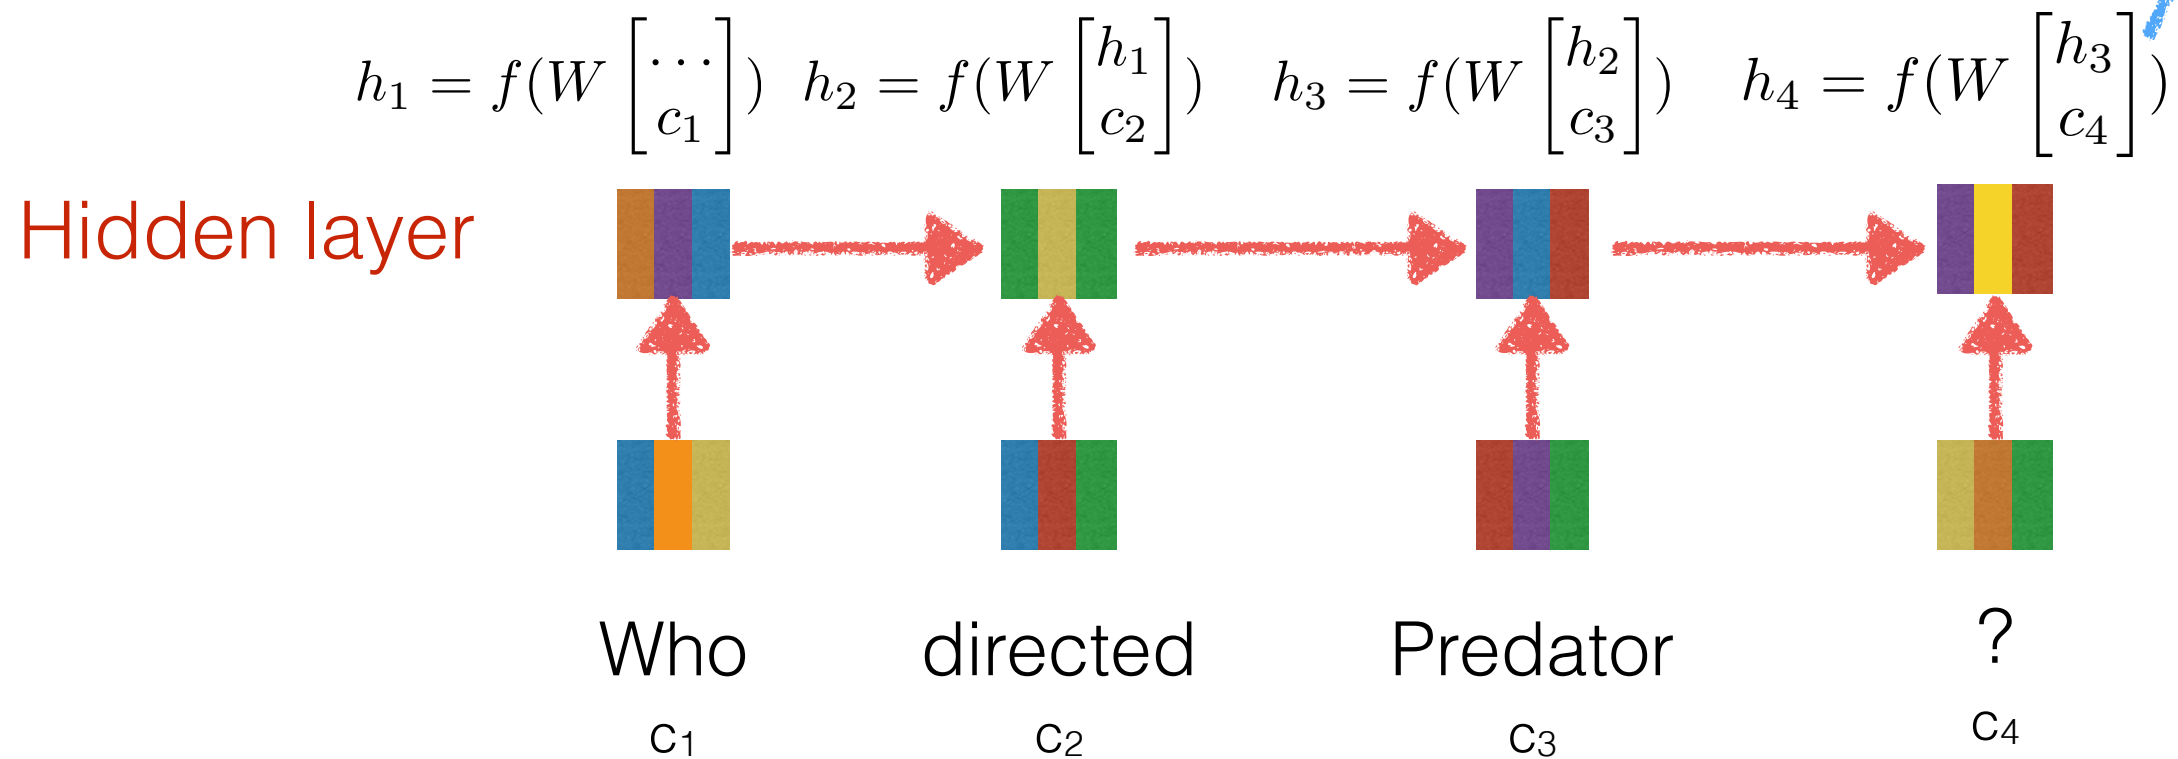 h₁ = f(W [⋯ c₁]) h₂ = f(W [h₁ c₂]) h₃ = f(W [h₂ c₃]) h₄ = f(W [h₃ c₄])
Hidden layer
Who directed Predator ?
c₁ c₂ c₃ c₄